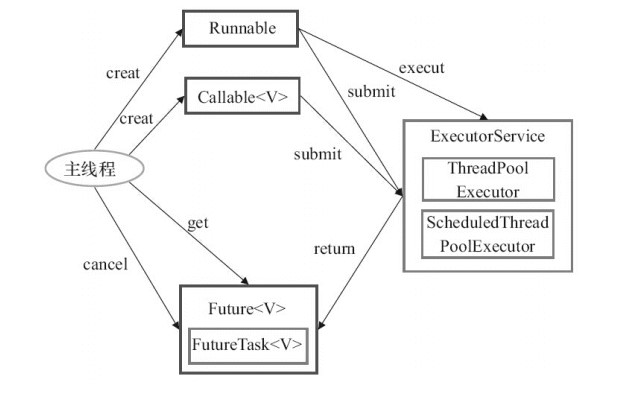 Runnable
creat
execut
submit
Callable<V>
creat
ExecutorService
submit
主线程
ThreadPool
Executor
ScheduledThread
PoolExecutor
get
return
cancel
Future<V>
FutureTask<V>